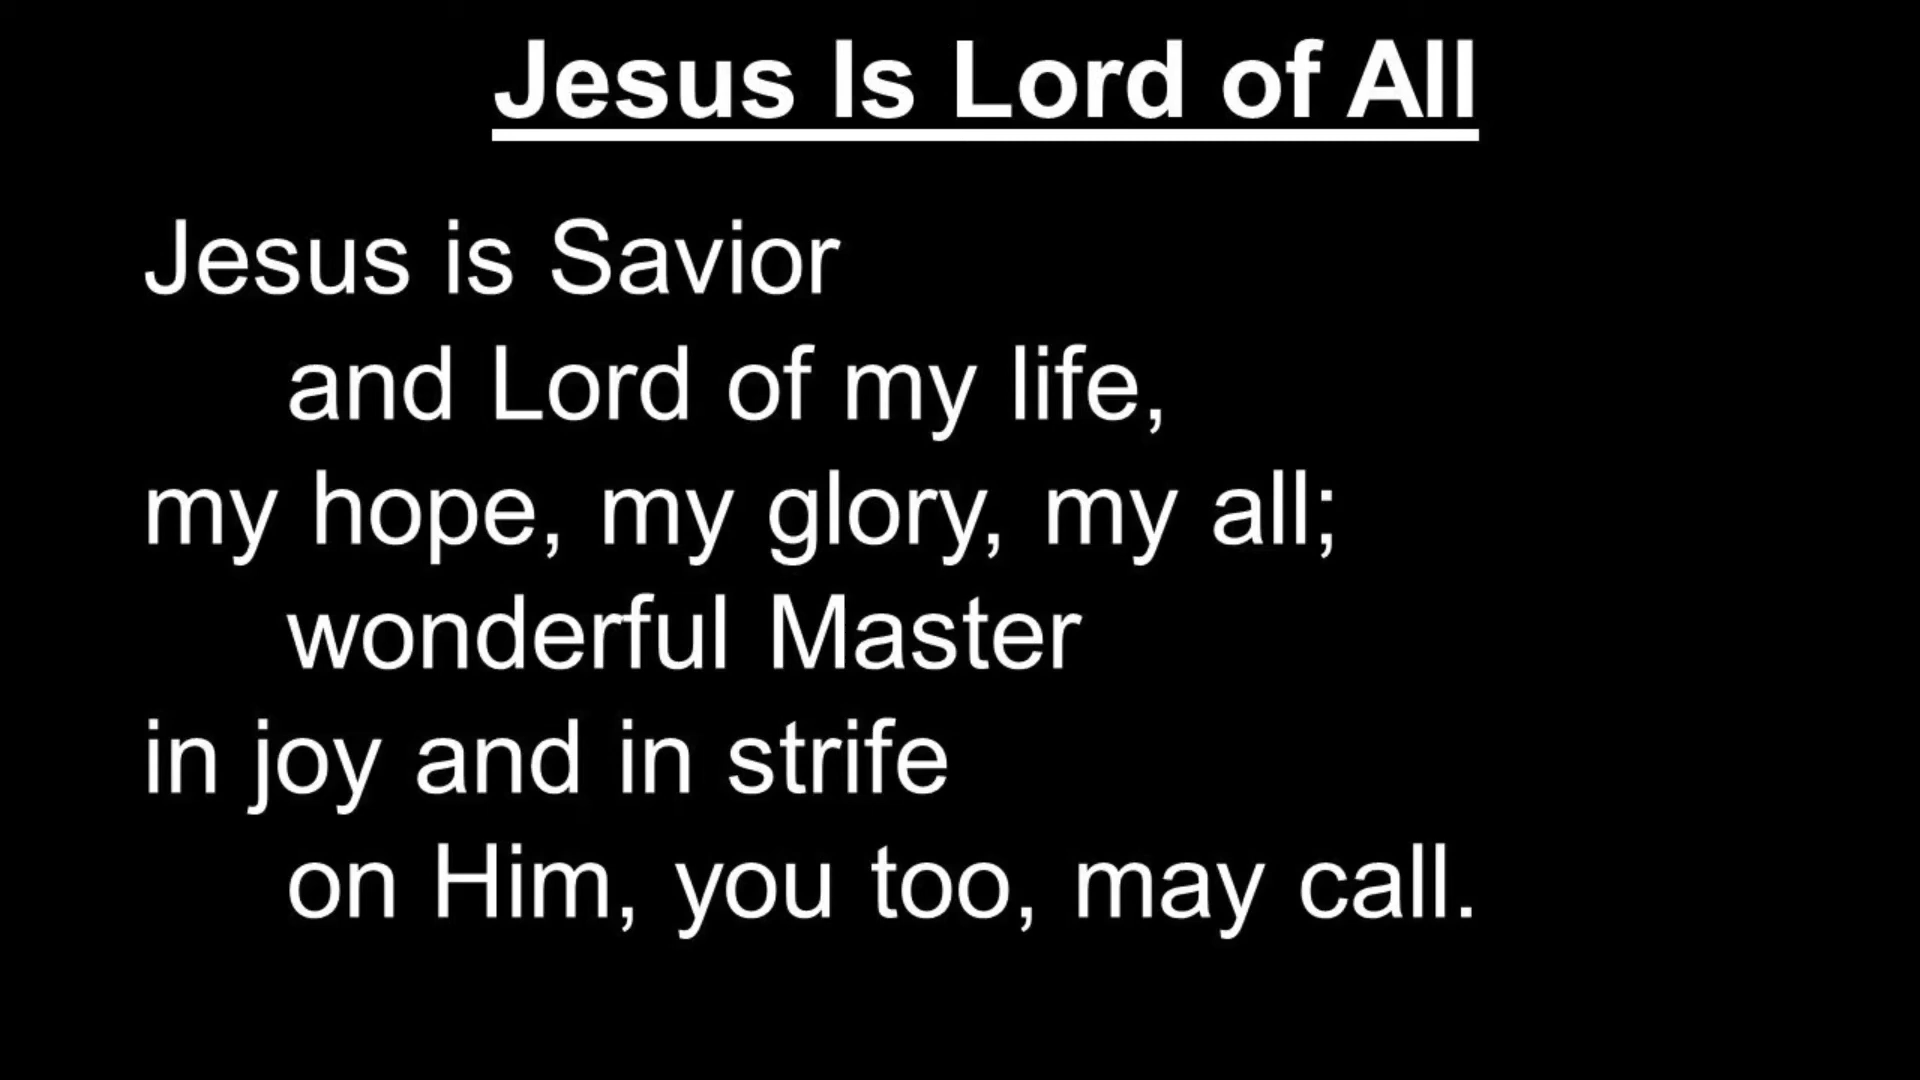 Jesus Is Lord of All
Jesus is Savior
and Lord of my life,
my hope, my glory, my all;
wonderful Master
in joy and in strife
on Him, you too, may call.